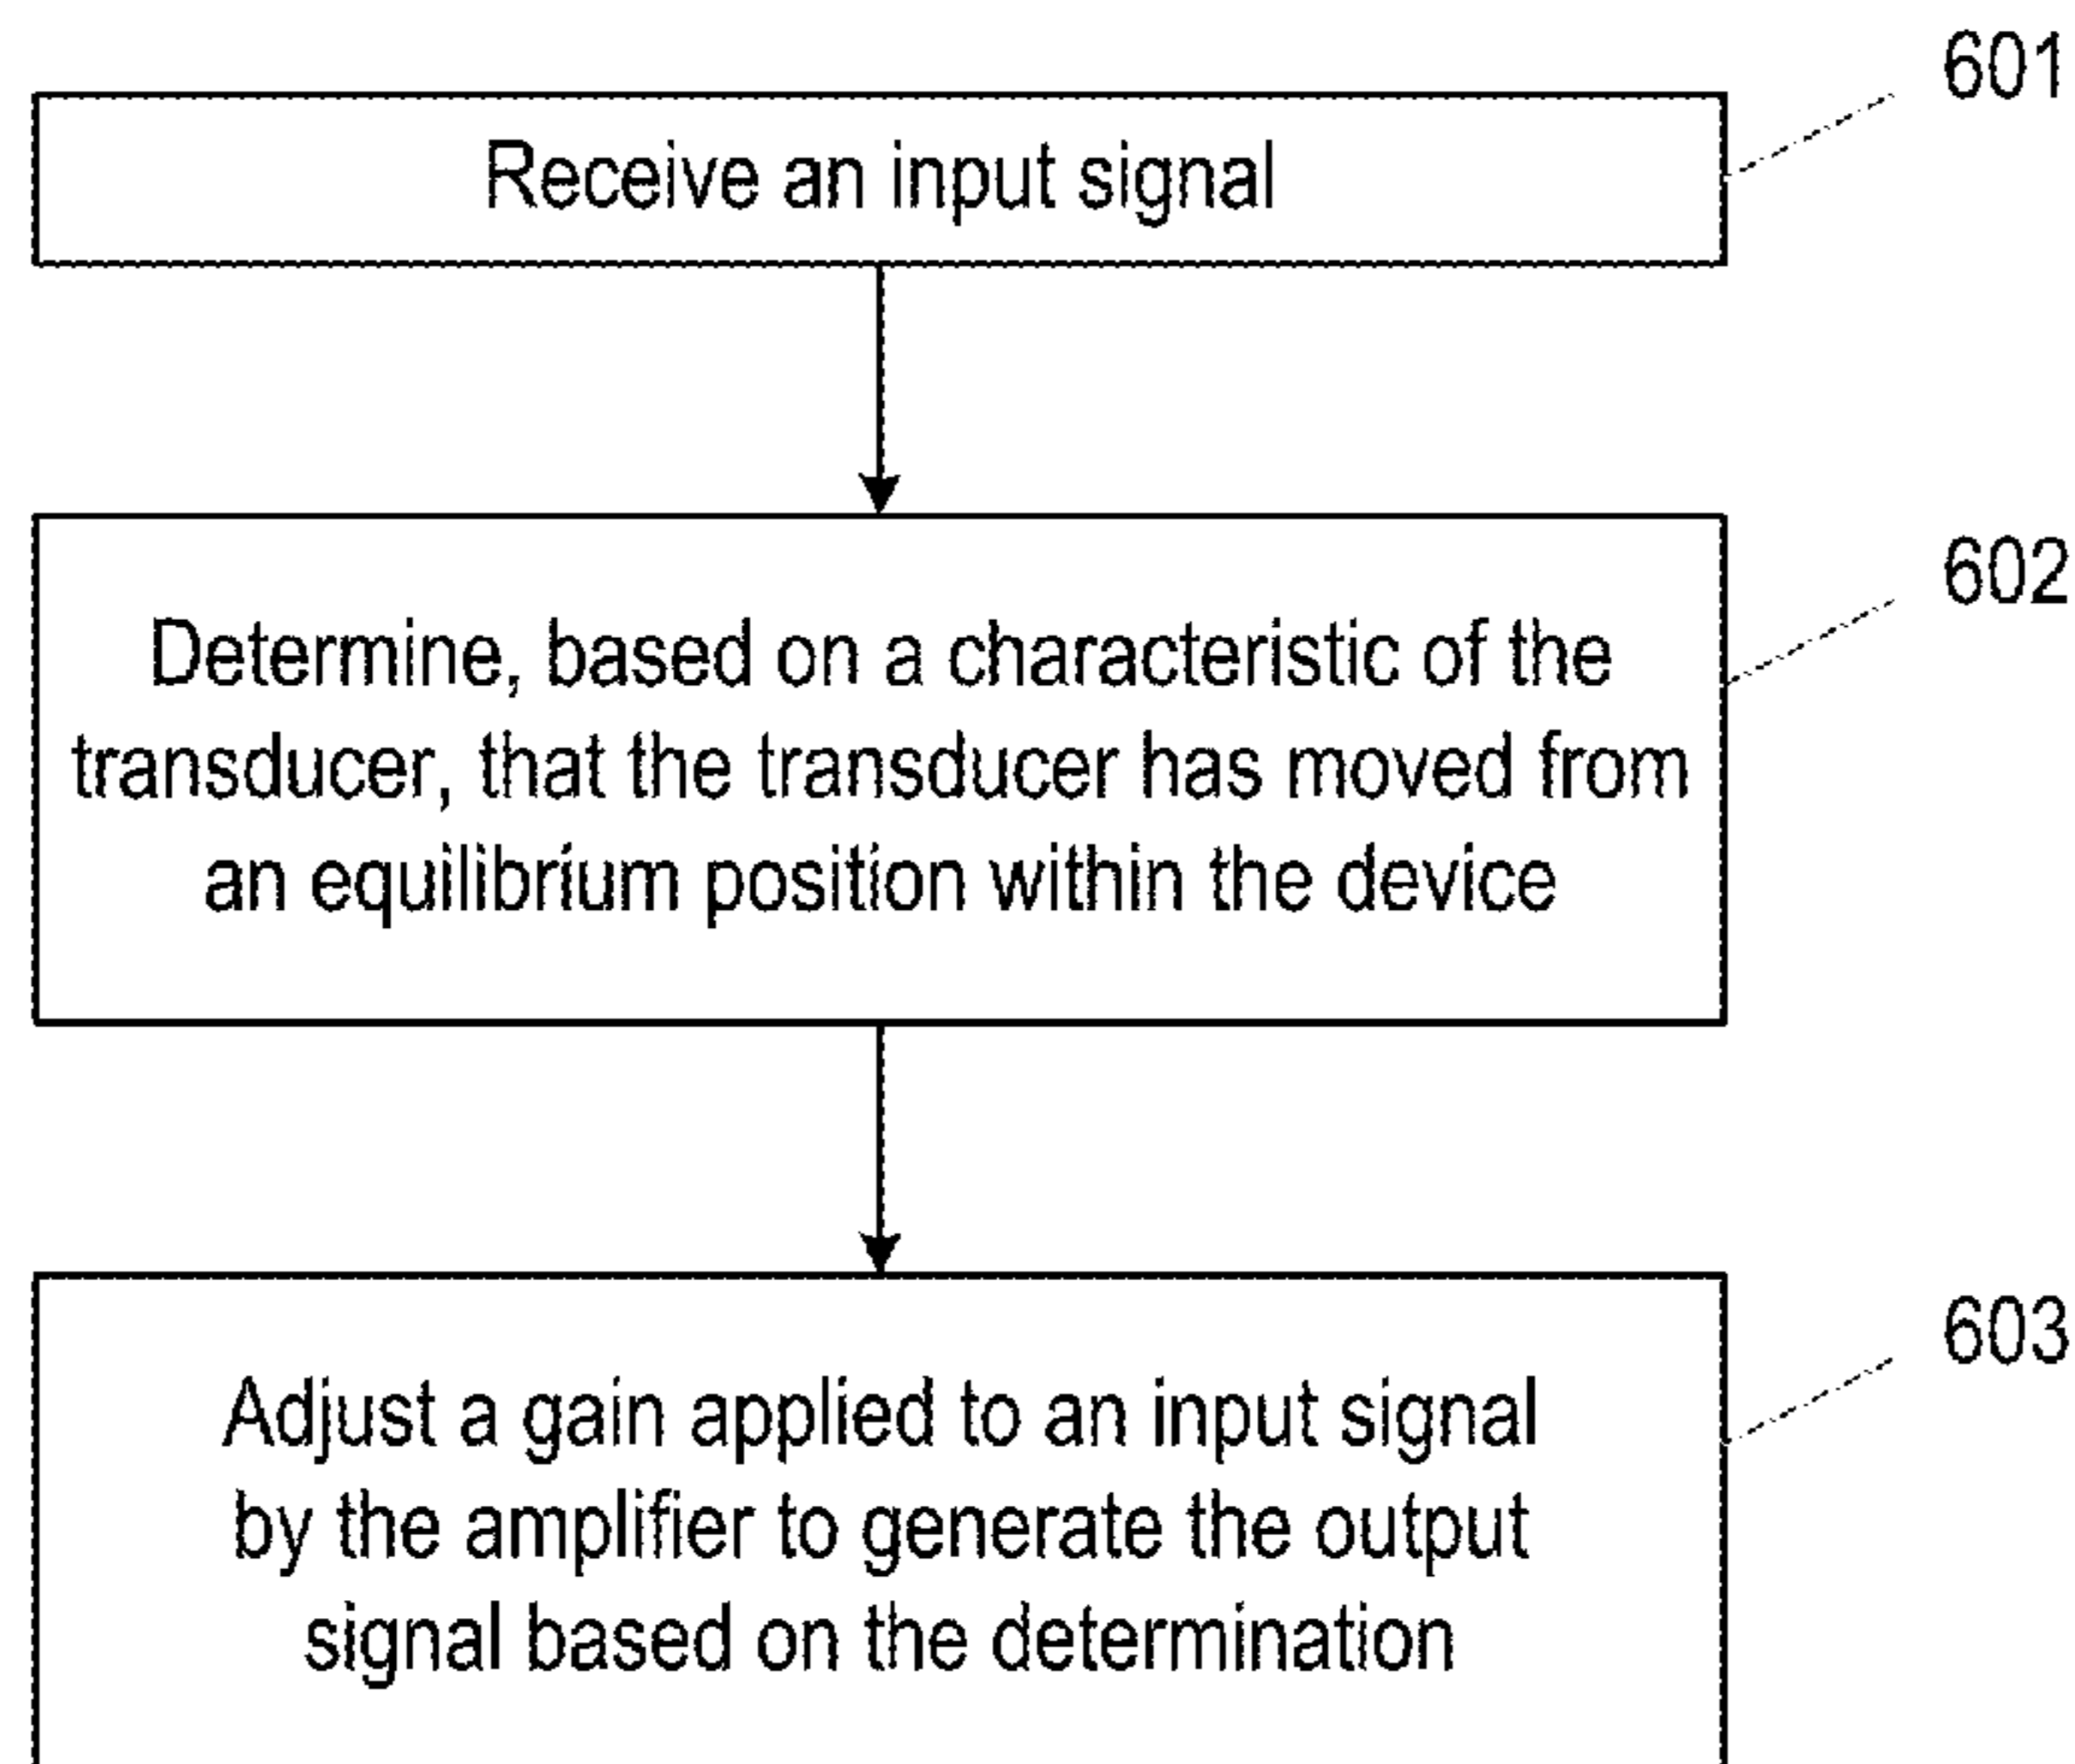 601
Receive an input signal
602
Determine, based on a characteristic of the
transducer, that the transducer has moved from
an equilibrium position within the device
603
Adjust a gain applied to an input signal
by the amplifier to generate the output
signal based on the determination